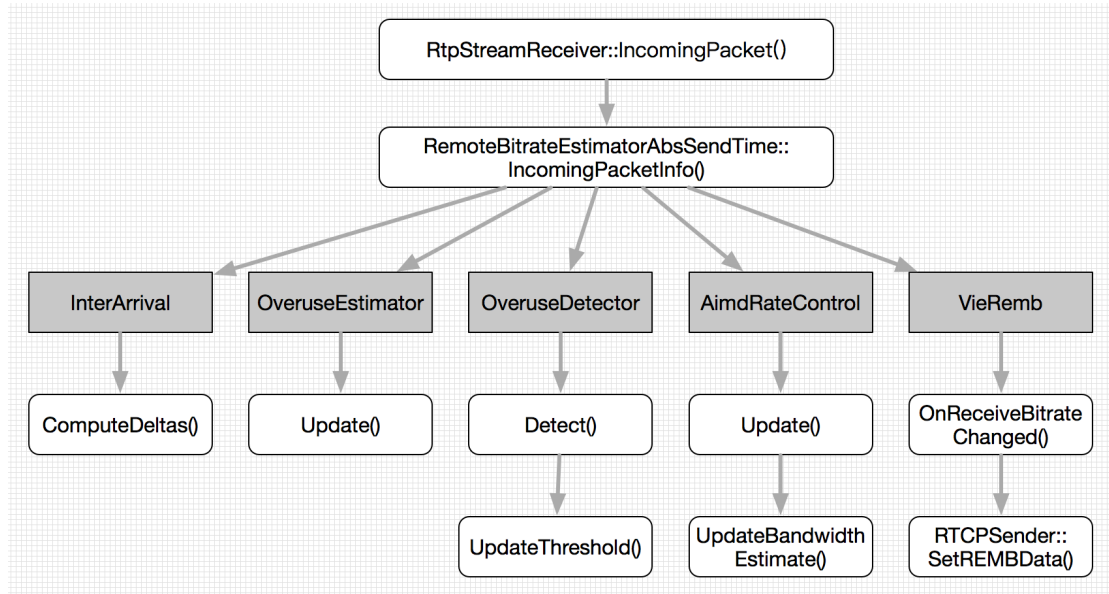 RtpStreamReceiver::IncomingPacket()
RemoteBitrateEstimatorAbsSendTime::
IncomingPacketInfo()
InterArrival
OveruseEstimator
OveruseDetector
AimdRateControl
VieRemb
ComputeDeltas()
Update()
Detect()
Update()
OnReceiveBitrate
Changed()
UpdateThreshold()
UpdateBandwidth
Estimate()
RTCPSender::
SetREMBData()